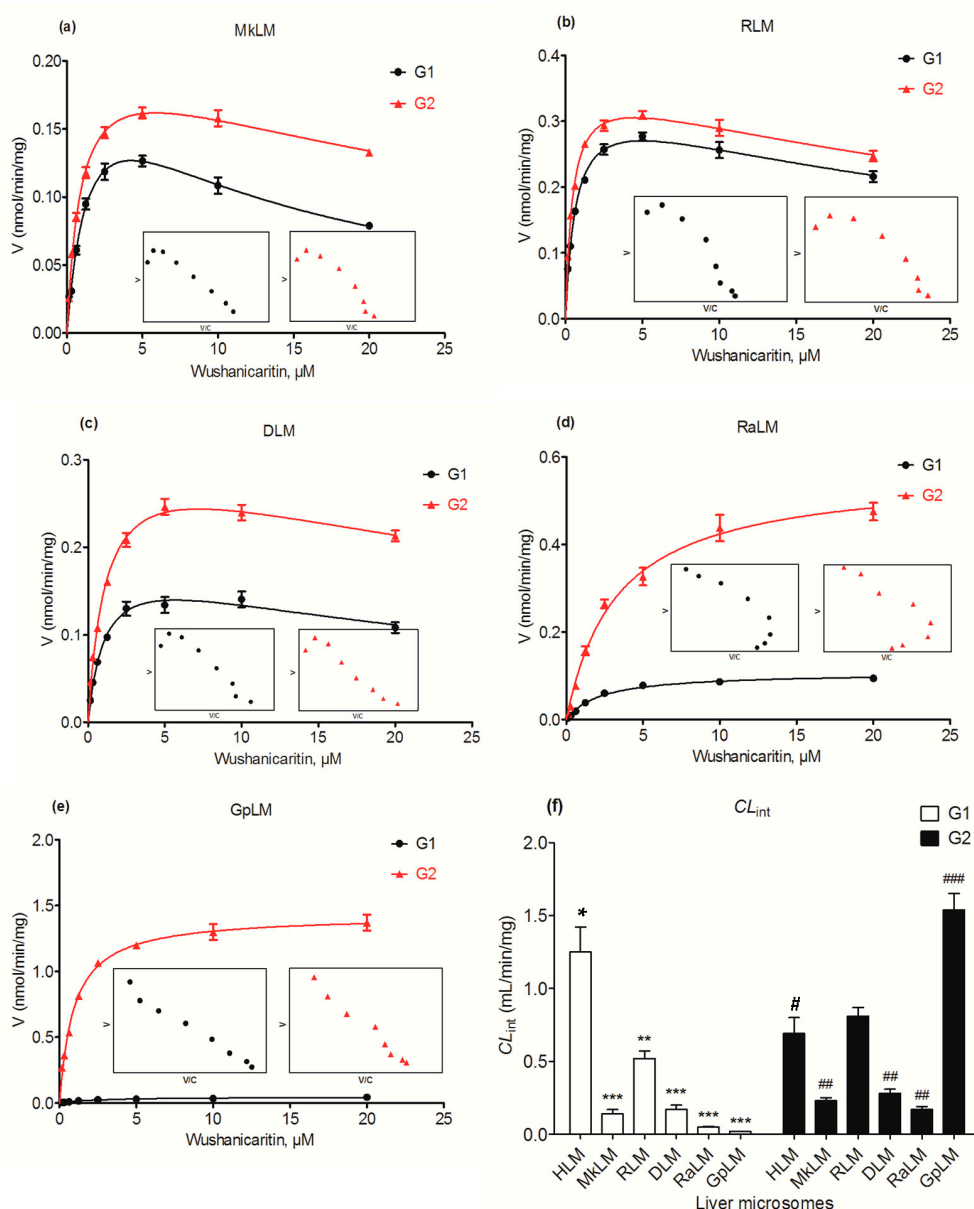 (a)
MkLM
G1
G2
V (nmol/min/mg)
0.20
0.15
0.10
0.05
0.00
V
V/C
V
V/C
0
5
10
15
20
25
Wushanicaritin, µM
(b)
RLM
G1
G2
V (nmol/min/mg)
0.4
0.3
0.2
0.1
0.0
V
V/C
V
V/C
0
5
10
15
20
25
Wushanicaritin, µM
(c)
DLM
G1
G2
V (nmol/min/mg)
0.3
0.2
0.1
0.0
V
V/C
V
V/C
0
5
10
15
20
25
Wushanicaritin, µM
(d)
RaLM
G1
G2
V (nmol/min/mg)
0.6
0.4
0.2
0.0
V
V/C
V
V/C
0
5
10
15
20
25
Wushanicaritin, µM
(e)
GpLM
G1
G2
V (nmol/min/mg)
2.0
1.5
1.0
0.5
0.0
V
V/C
V
V/C
0
5
10
15
20
25
Wushanicaritin, µM
(f)
CLint
G1
G2
CLint (mL/min/mg)
2.0
1.5
1.0
0.5
0.0
*
***
**
***
***
***
#
##
##
##
###
HLM
MkLM
RLM
DLM
RaLM
GpLM
HLM
MkLM
RLM
DLM
RaLM
GpLM
Liver microsomes